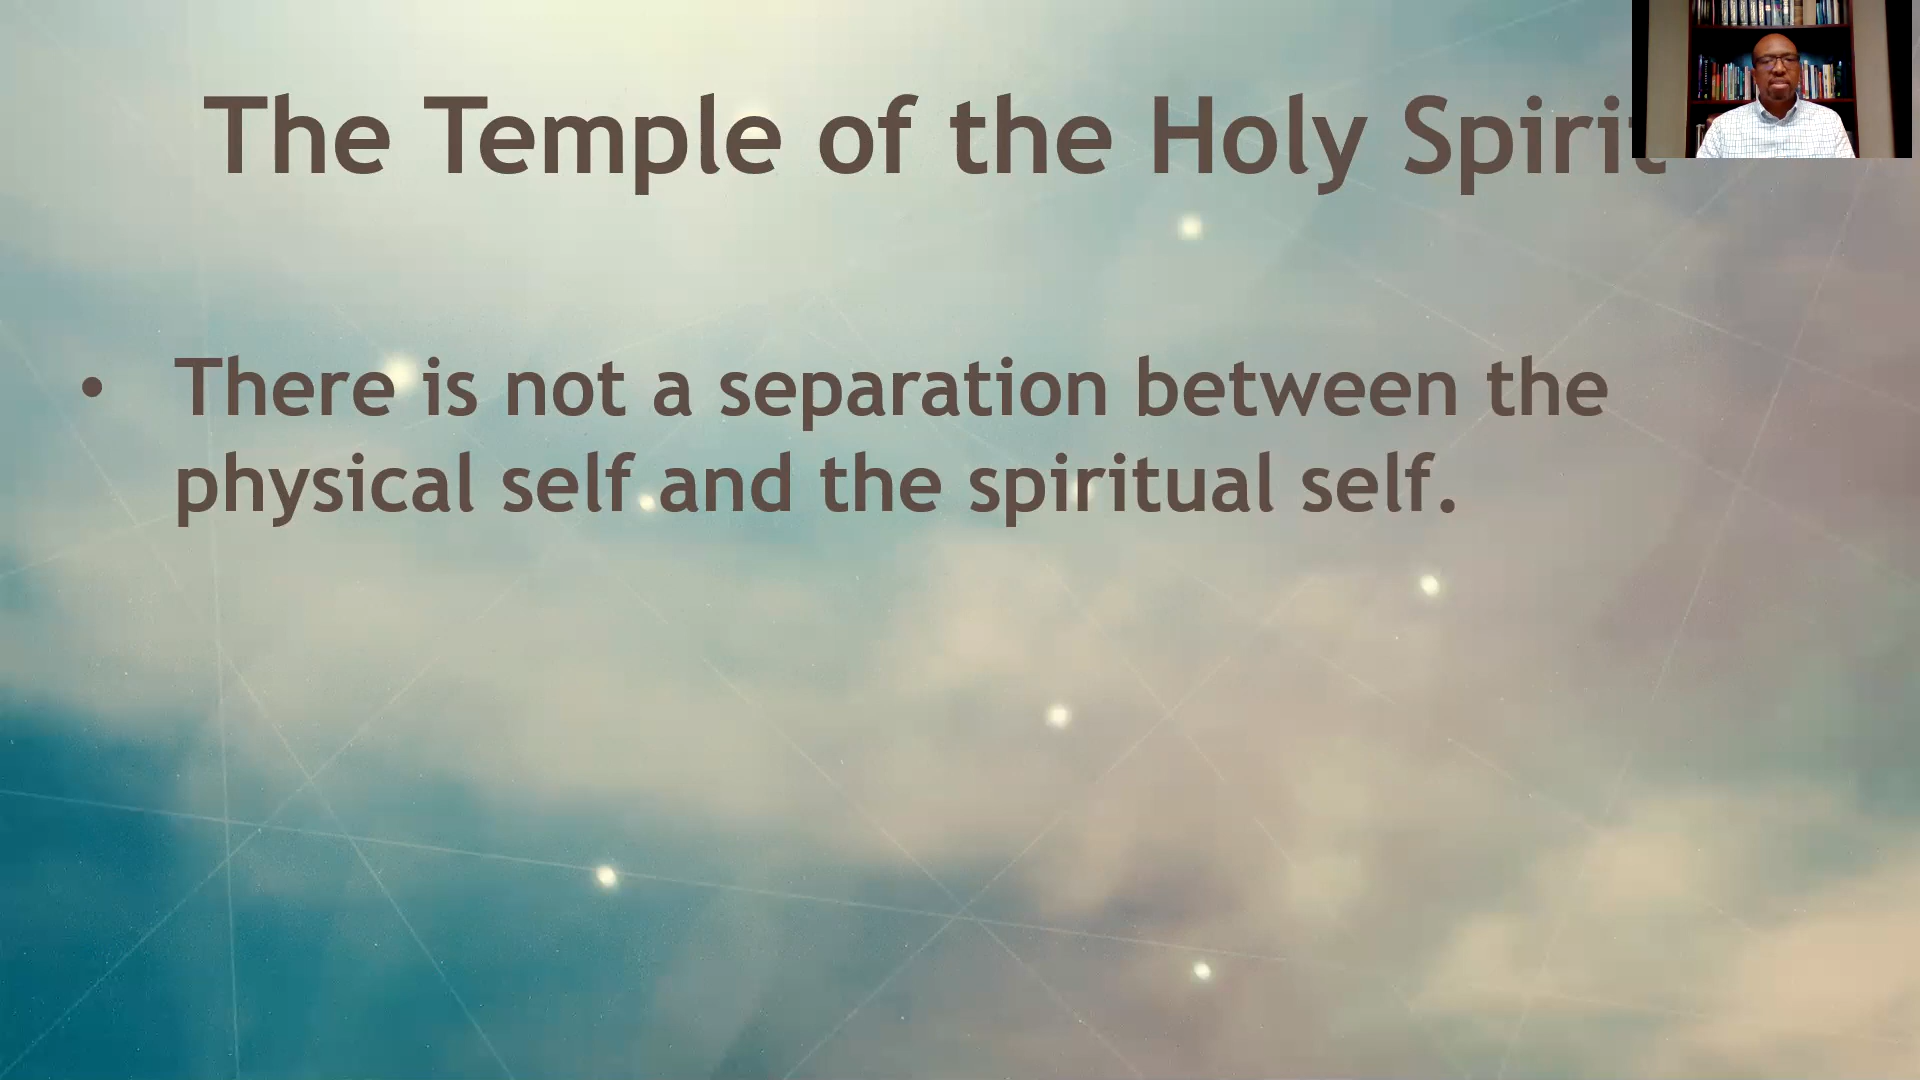 The Temple of the Holy Spirit
• There is not a separation between the
physical self and the spiritual self.